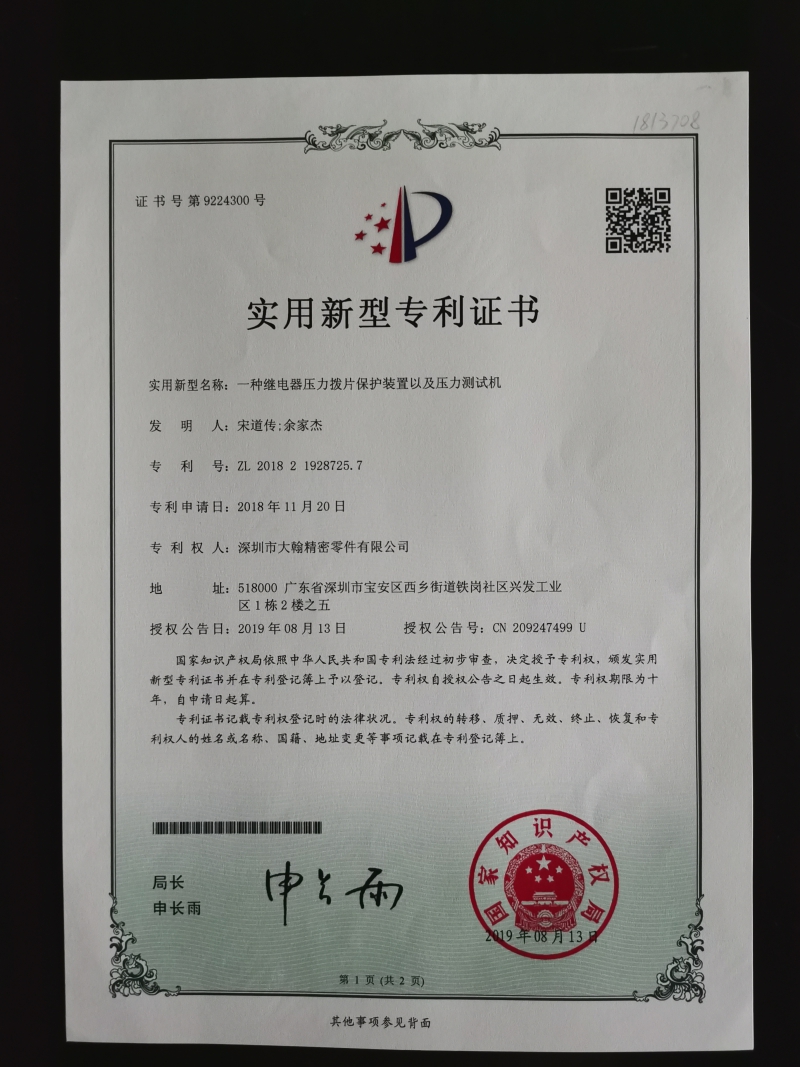 1813708
证书号第9224300号
实用新型专利证书
实用新型名称：一种继电器压力拨片保护装置以及压力测试机
发明人：宋道传;余家杰
专利号：ZL 2018 2 1928725.7
专利申请日：2018年11月20日
专利权人：深圳市大翰精密零件有限公司
地址：518000 广东省深圳市宝安区西乡街道铁岗社区兴发工业
区1栋2楼之五
授权公告日：2019年08月13日 授权公告号：CN 209247499 U
国家知识产权局依照中华人民共和国专利法经过初步审查，决定授予专利权，颁发实用
新型专利证书并在专利登记簿上予以登记。专利权自授权公告之日起生效。专利权期限为十
年，自申请日起算。
专利证书记载专利权登记时的法律状况。专利权的转移、质押、无效、终止、恢复和专
利权人的姓名或名称、国籍、地址变更等事项记载在专利登记簿上。
局长
申长雨
申长雨
国家知识产权局
2019年08月13日
第1页(共2页)
其他事项参见背面